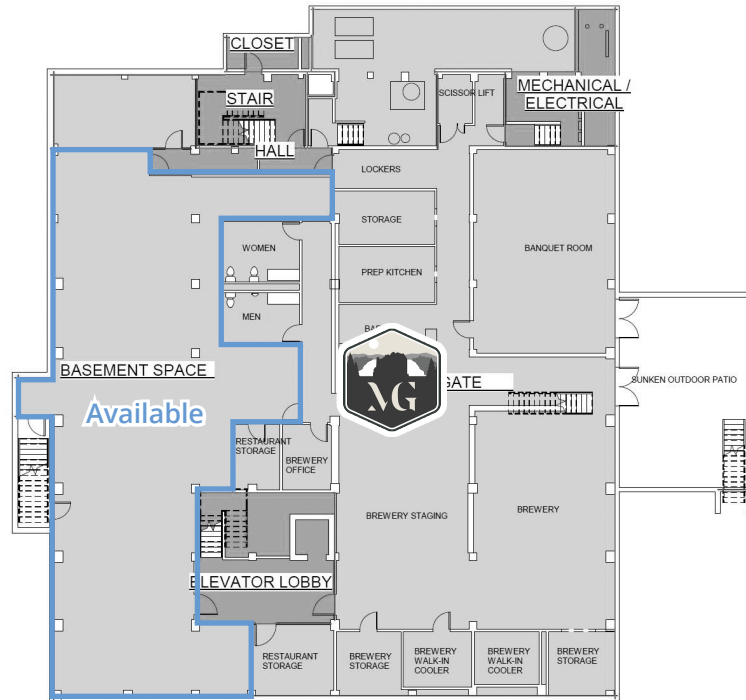 CLOSET
STAIR
SCISSOR LIFT
MECHANICAL /
ELECTRICAL
HALL
LOCKERS
STORAGE
WOMEN
BANQUET ROOM
PREP KITCHEN
MEN
BASEMENT SPACE
GATE
SUNKEN OUTDOOR PATIO
MG
Available
RESTAURANT
STORAGE
BREWERY
OFFICE
BREWERY STAGING
BREWERY
ELEVATOR LOBBY
RESTAURANT
STORAGE
BREWERY
STORAGE
BREWERY
WALK-IN
COOLER
BREWERY
WALK-IN
COOLER
BREWERY
STORAGE